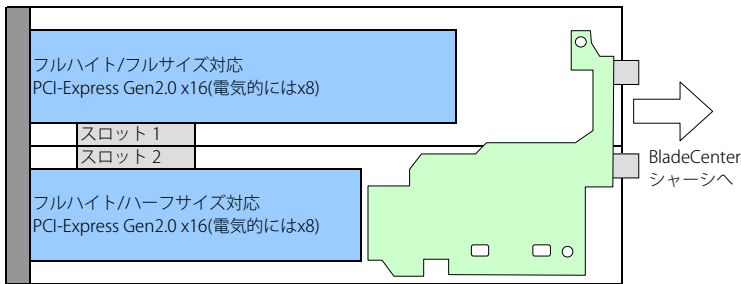 フルハイト/フルサイズ対応
PCI-Express Gen2.0 x16(電気的にはx8)
スロット 1
スロット 2
フルハイト/ハーフサイズ対応
PCI-Express Gen2.0 x16(電気的にはx8)
BladeCenter
シャーシへ